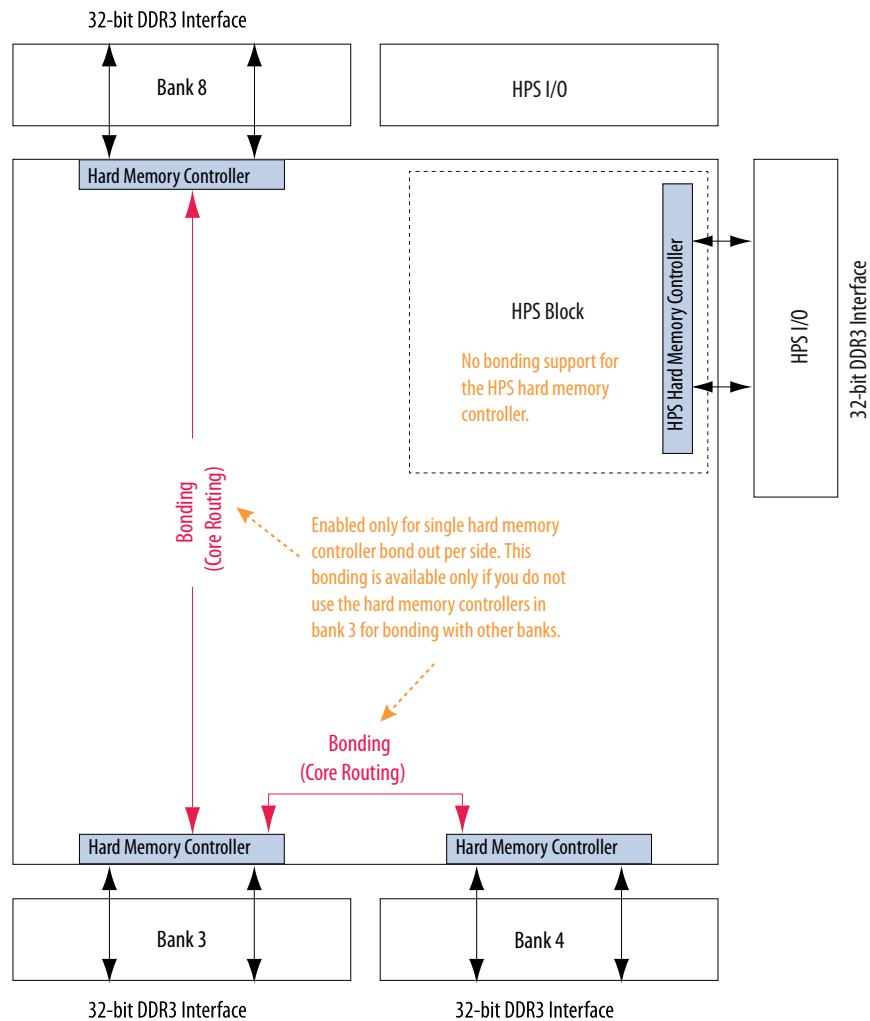 32-bit DDR3 Interface
Bank 8
HPS I/O
Hard Memory Controller
HPS Block
No bonding support for
the HPS hard memory
controller.
HPS Hard Memory Controller
HPS I/O
32-bit DDR3 Interface
Bonding
(Core Routing)
Enabled only for single hard memory
controller bond out per side. This
bonding is available only if you do not
use the hard memory controllers in
bank 3 for bonding with other banks.
Bonding
(Core Routing)
Hard Memory Controller
Hard Memory Controller
Bank 3
Bank 4
32-bit DDR3 Interface
32-bit DDR3 Interface